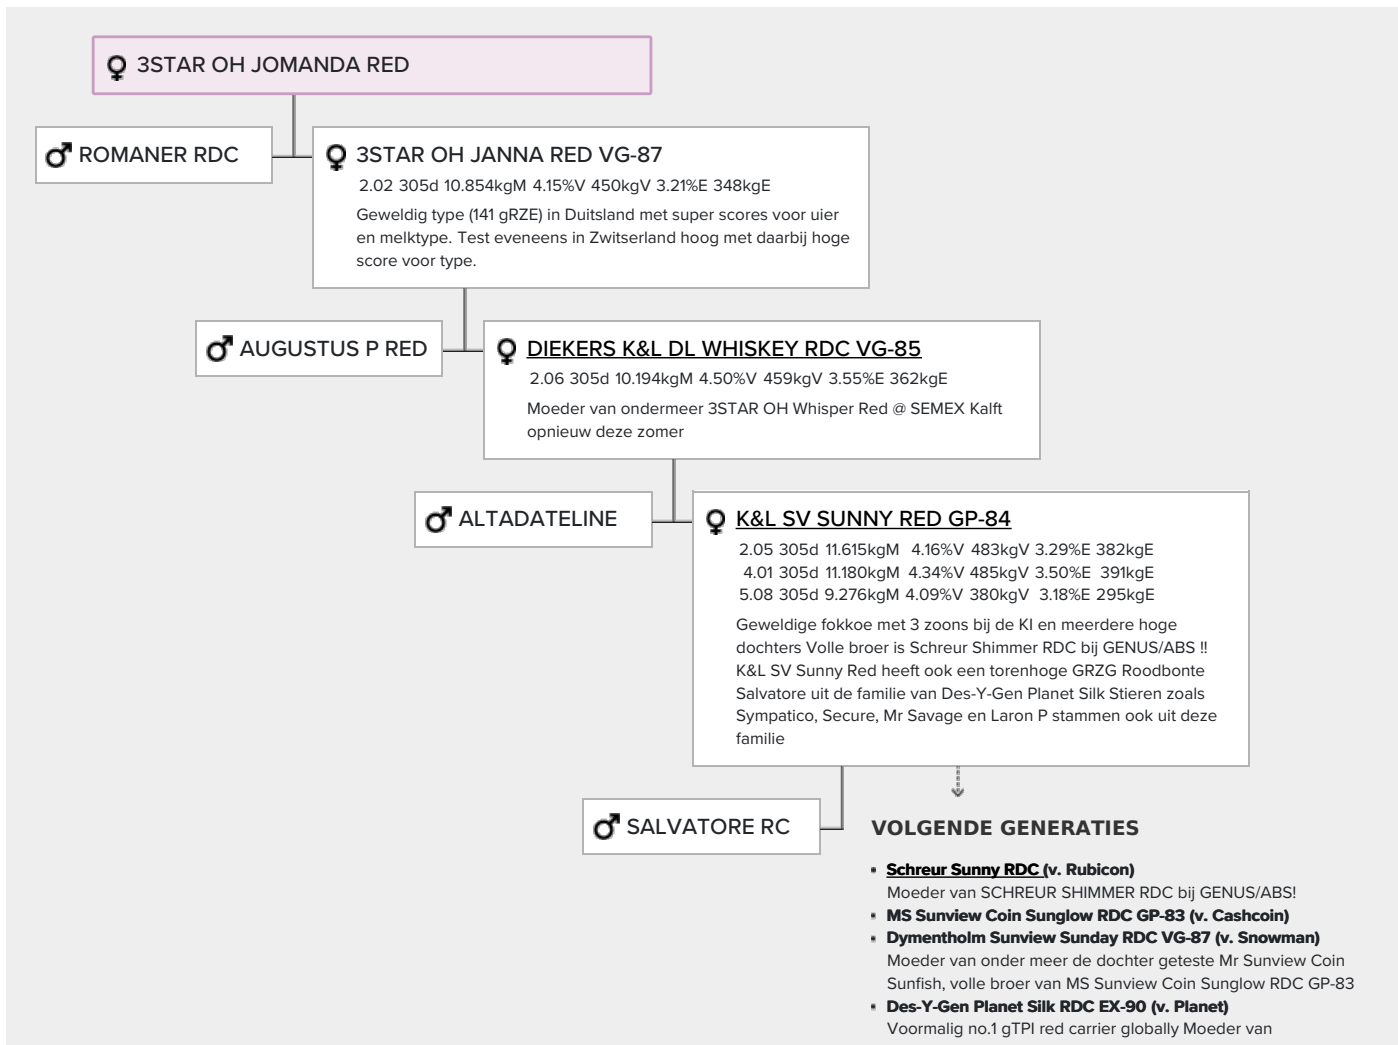 3STAR OH JOMANDA RED
ROMANER RDC
3STAR OH JANNA RED VG-87
2.02 305d 10.854kgM 4.15%V 450kgV 3.21%E 348kgE
Geweldig type (141 gRZE) in Duitsland met super scores voor uier
en melktype. Test eveneens in Zwitserland hoog met daarbij hoge
score voor type.
AUGUSTUS P RED
DIEKERS K&L DL WHISKEY RDC VG-85
2.06 305d 10.194kgM 4.50%V 459kgV 3.55%E 362kgE
Moeder van ondermeer 3STAR OH Whisper Red @ SEMEX Kalft
opnieuw deze zomer
ALTADATELINE
K&L SV SUNNY RED GP-84
2.05 305d 11.615kgM 4.16%V 483kgV 3.29%E 382kgE
4.01 305d 11.180kgM 4.34%V 485kgV 3.50%E 391kgE
5.08 305d 9.276kgM 4.09%V 380kgV 3.18%E 295kgE
Geweldige fokkoe met 3 zoons bij de KI en meerdere hoge
dochters Volle broer is Schreur Shimmer RDC bij GENUS/ABS !!
K&L SV Sunny Red heeft ook een torenhoge GRZG Roodbonte
Salvatore uit de familie van Des-Y-Gen Planet Silk Stieren zoals
Sympatico, Secure, Mr Savage en Laron P stammen ook uit deze
familie
SALVATORE RC
VOLGENDE GENERATIES
Schreur Sunny RDC (v. Rubicon)
Moeder van SCHREUR SHIMMER RDC bij GENUS/ABS!
MS Sunview Coin Sunglow RDC GP-83 (v. Cashcoin)
Dymentholm Sunview Sunday RDC VG-87 (v. Snowman)
Moeder van onder meer de dochter geteste Mr Sunview Coin
Sunfish, volle broer van MS Sunview Coin Sunglow RDC GP-83
Des-Y-Gen Planet Silk RDC EX-90 (v. Planet)
Voormalig no.1 gTPI red carrier globally Moeder van